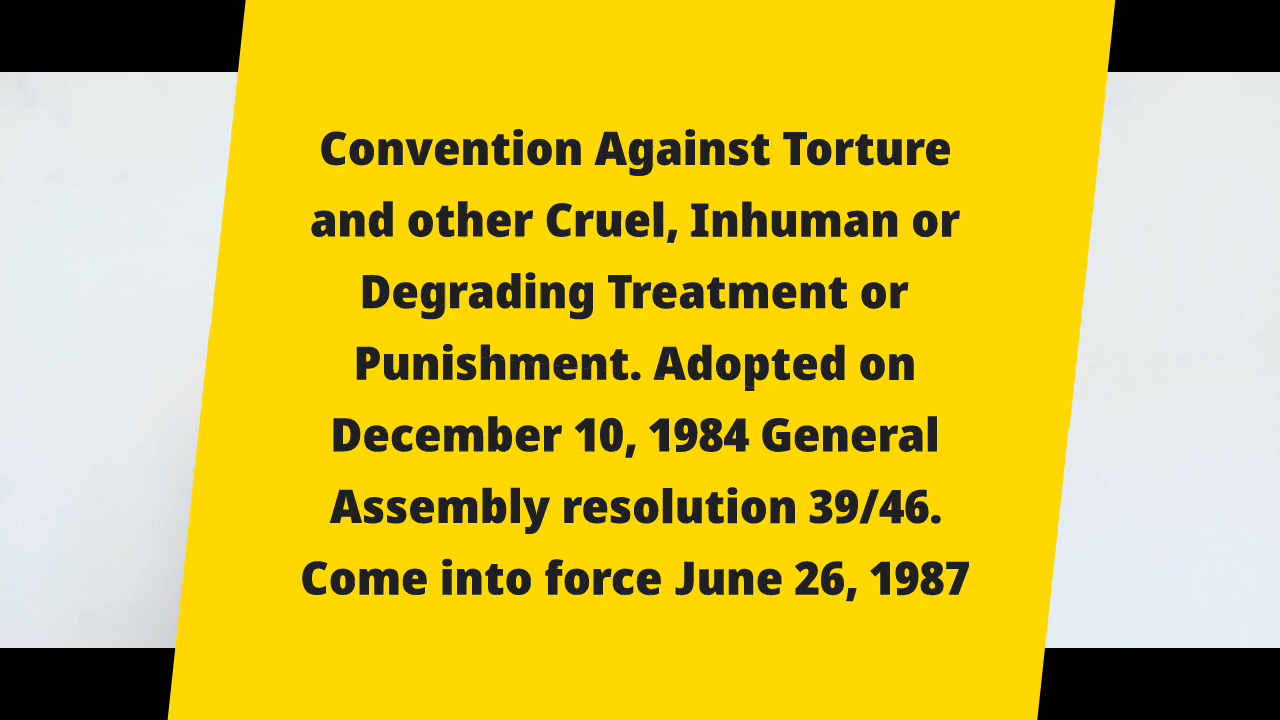 Convention Against Torture
and other Cruel, Inhuman or
Degrading Treatment or
Punishment. Adopted on
December 10, 1984 General
Assembly resolution 39/46.
Come into force June 26, 1987